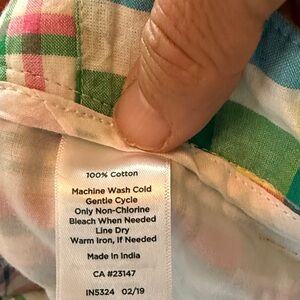 100% Cotton
Machine Wash Cold
Gentle Cycle
Only Non-Chlorine
Bleach When Needed
Line Dry
Warm Iron, If Needed
Made in India
CA #23147
IN5324 02/19